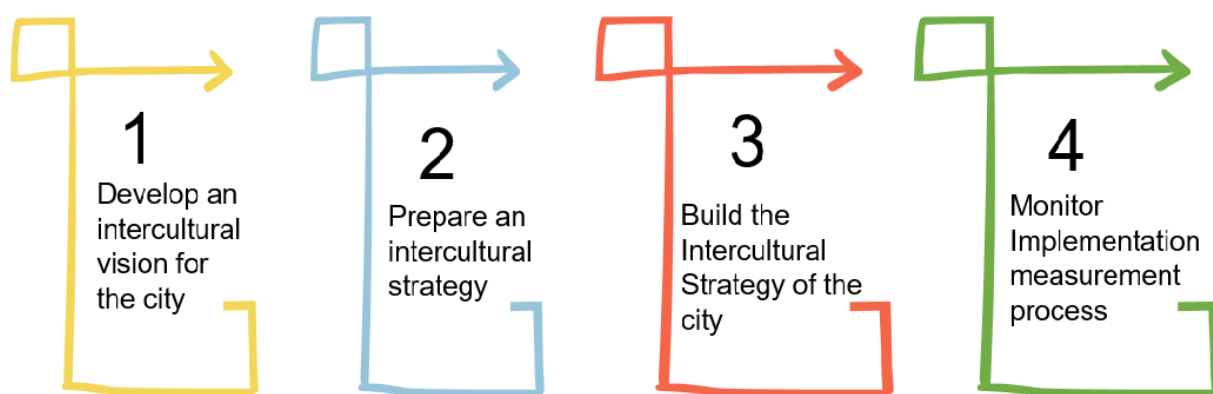 1
Develop an
intercultural
vision for
the city
2
Prepare an
intercultural
strategy
3
Build the
Intercultural
Strategy of the
city
4
Monitor
Implementation
measurement
process